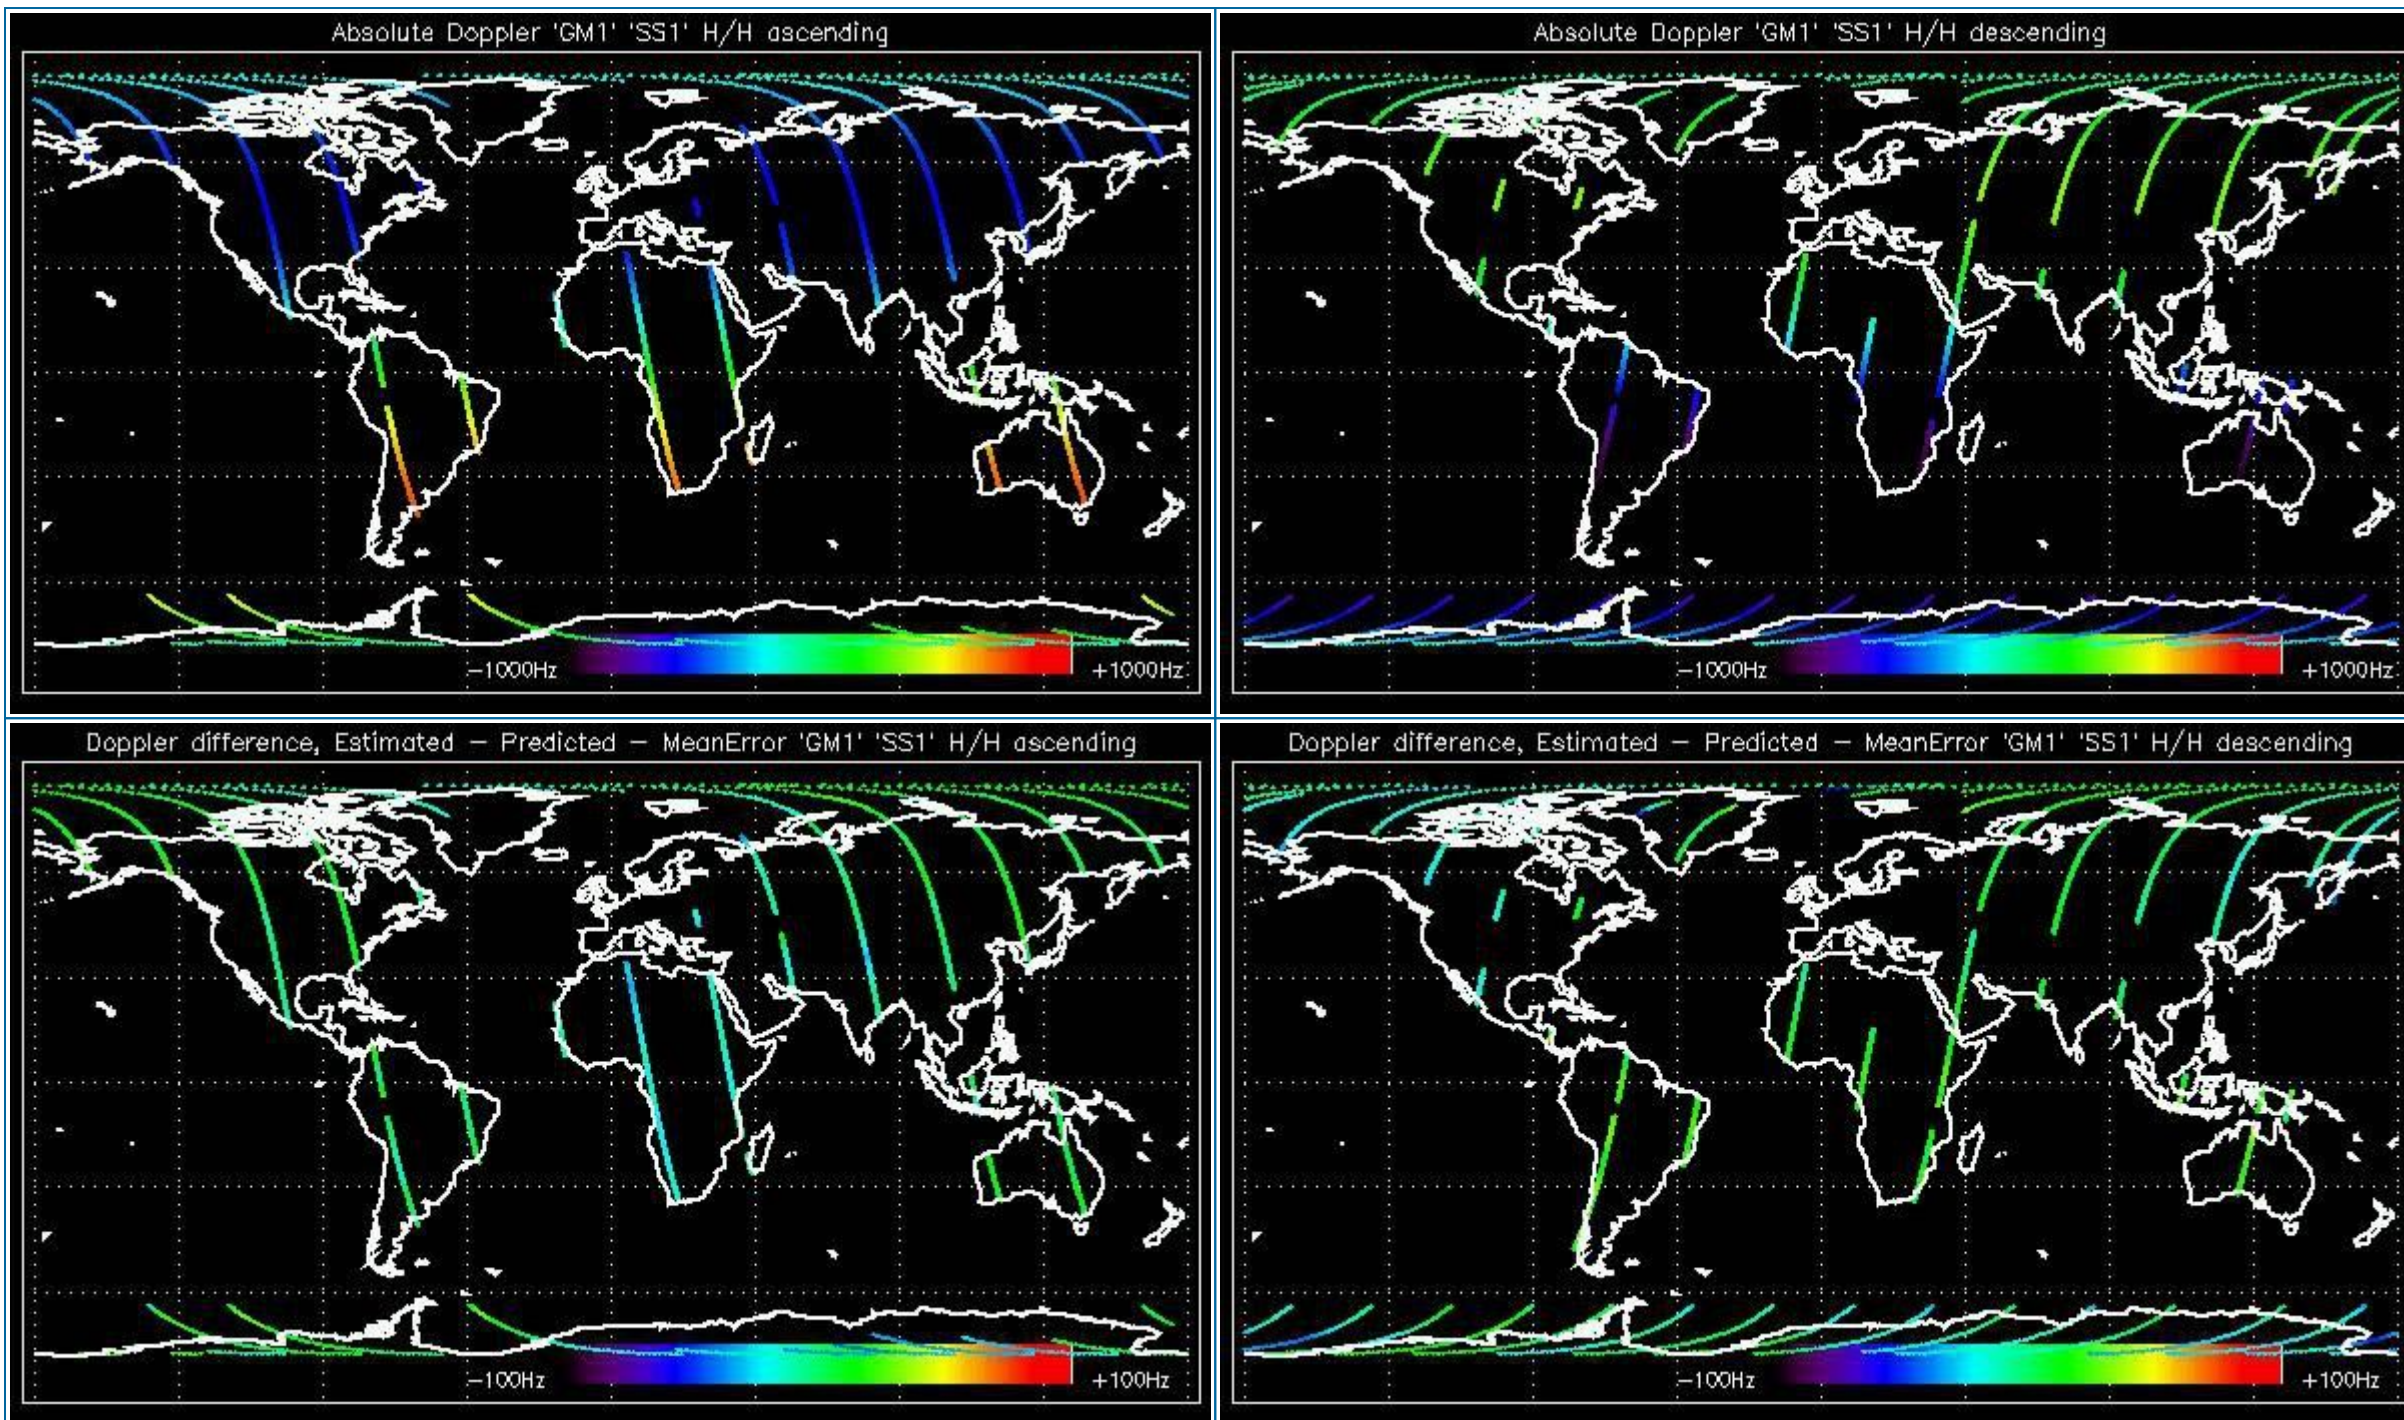 Absolute Doppler 'GM1' 'SS1' H/H ascending
-1000Hz
+1000Hz
Absolute Doppler 'GM1' 'SS1' H/H descending
-1000Hz
+1000Hz
Doppler difference, Estimated - Predicted - MeanError 'GM1' 'SS1' H/H ascending
-100Hz
+100Hz
Doppler difference, Estimated - Predicted - MeanError 'GM1' 'SS1' H/H descending
-100Hz
+100Hz